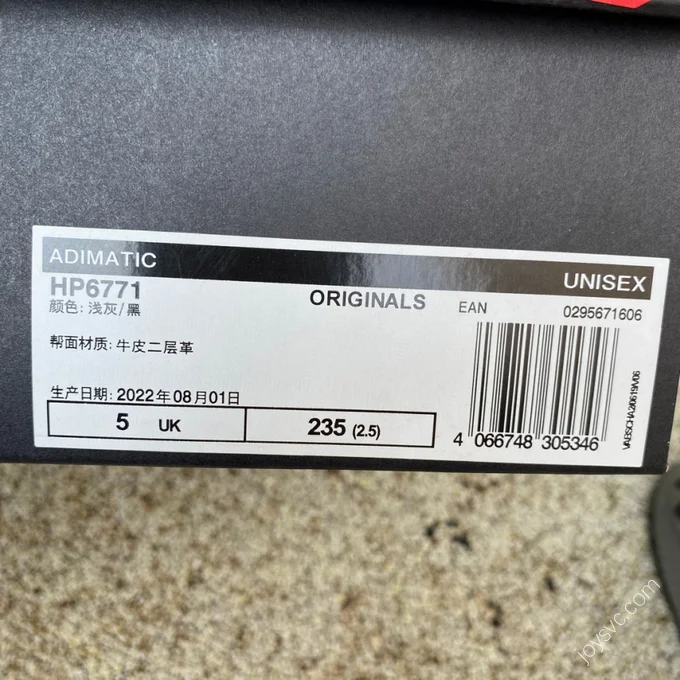 ADIMATIC
UNISEX
HP6771
ORIGINALS
EAN 0295671606
颜色: 浅灰/黑
帮面材质: 牛皮二层革
生产日期: 2022年08月01日
5 UK
235 (2.5)
4 066748 305346
joysvc.com